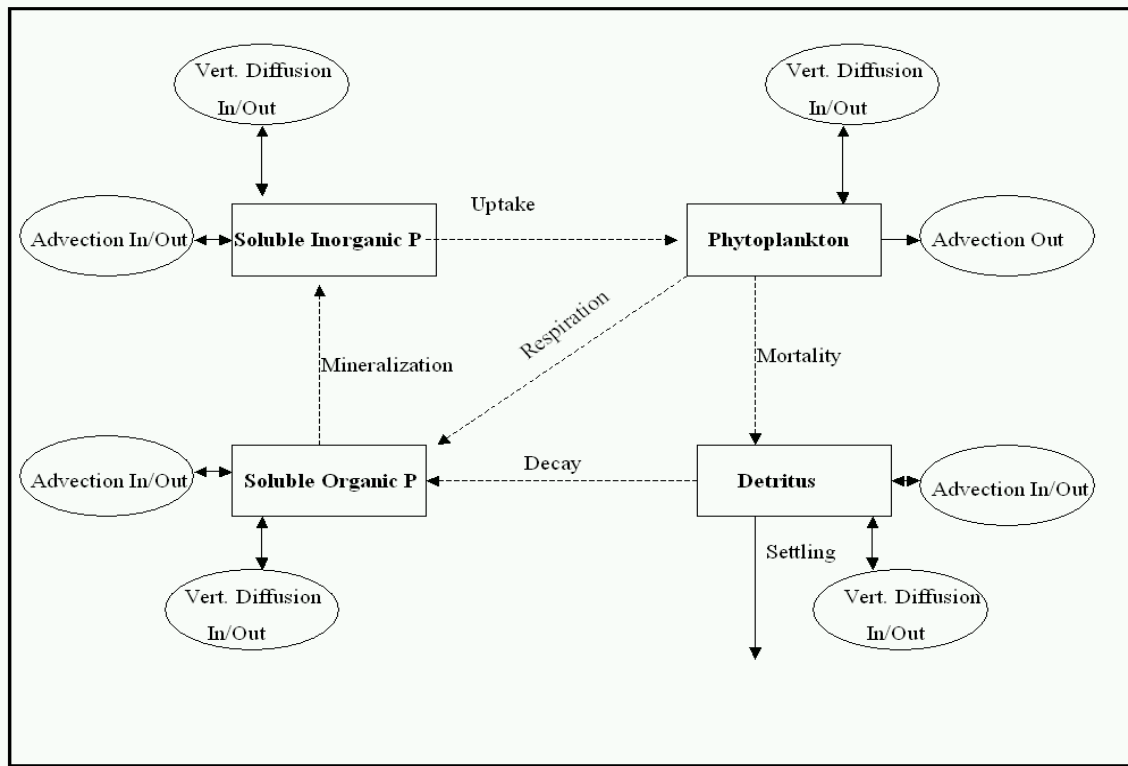 Vert. Diffusion
In/Out
Vert. Diffusion
In/Out
Uptake
Advection In/Out
Soluble Inorganic P
Phytoplankton
Advection Out
Respiration
Mineralization
Mortality
Advection In/Out
Soluble Organic P
Decay
Detritus
Advection In/Out
Settling
Vert. Diffusion
In/Out
Vert. Diffusion
In/Out